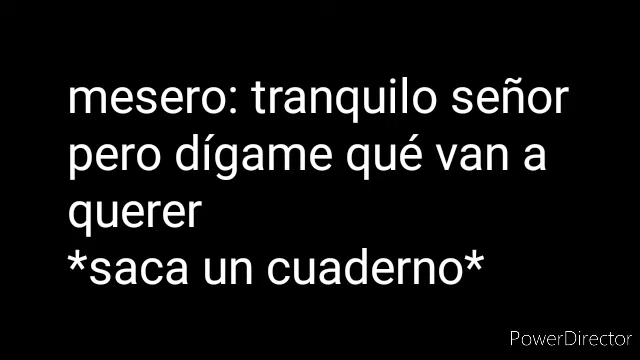 mesero: tranquilo señor
pero dígame qué van a
querer
*saca un cuaderno*
PowerDirector